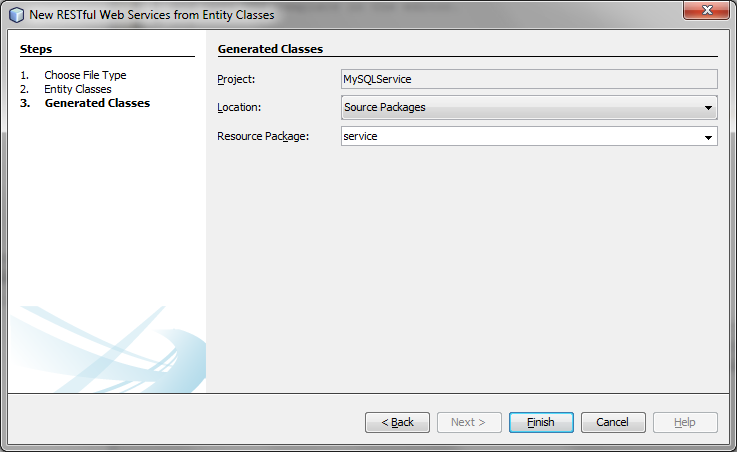 New RESTful Web Services from Entity Classes
Steps
1. Choose File Type
2. Entity Classes
3. Generated Classes
Generated Classes
Project: MySQLService
Location: Source Packages
Resource Package: service
< Back Next > Finish Cancel Help